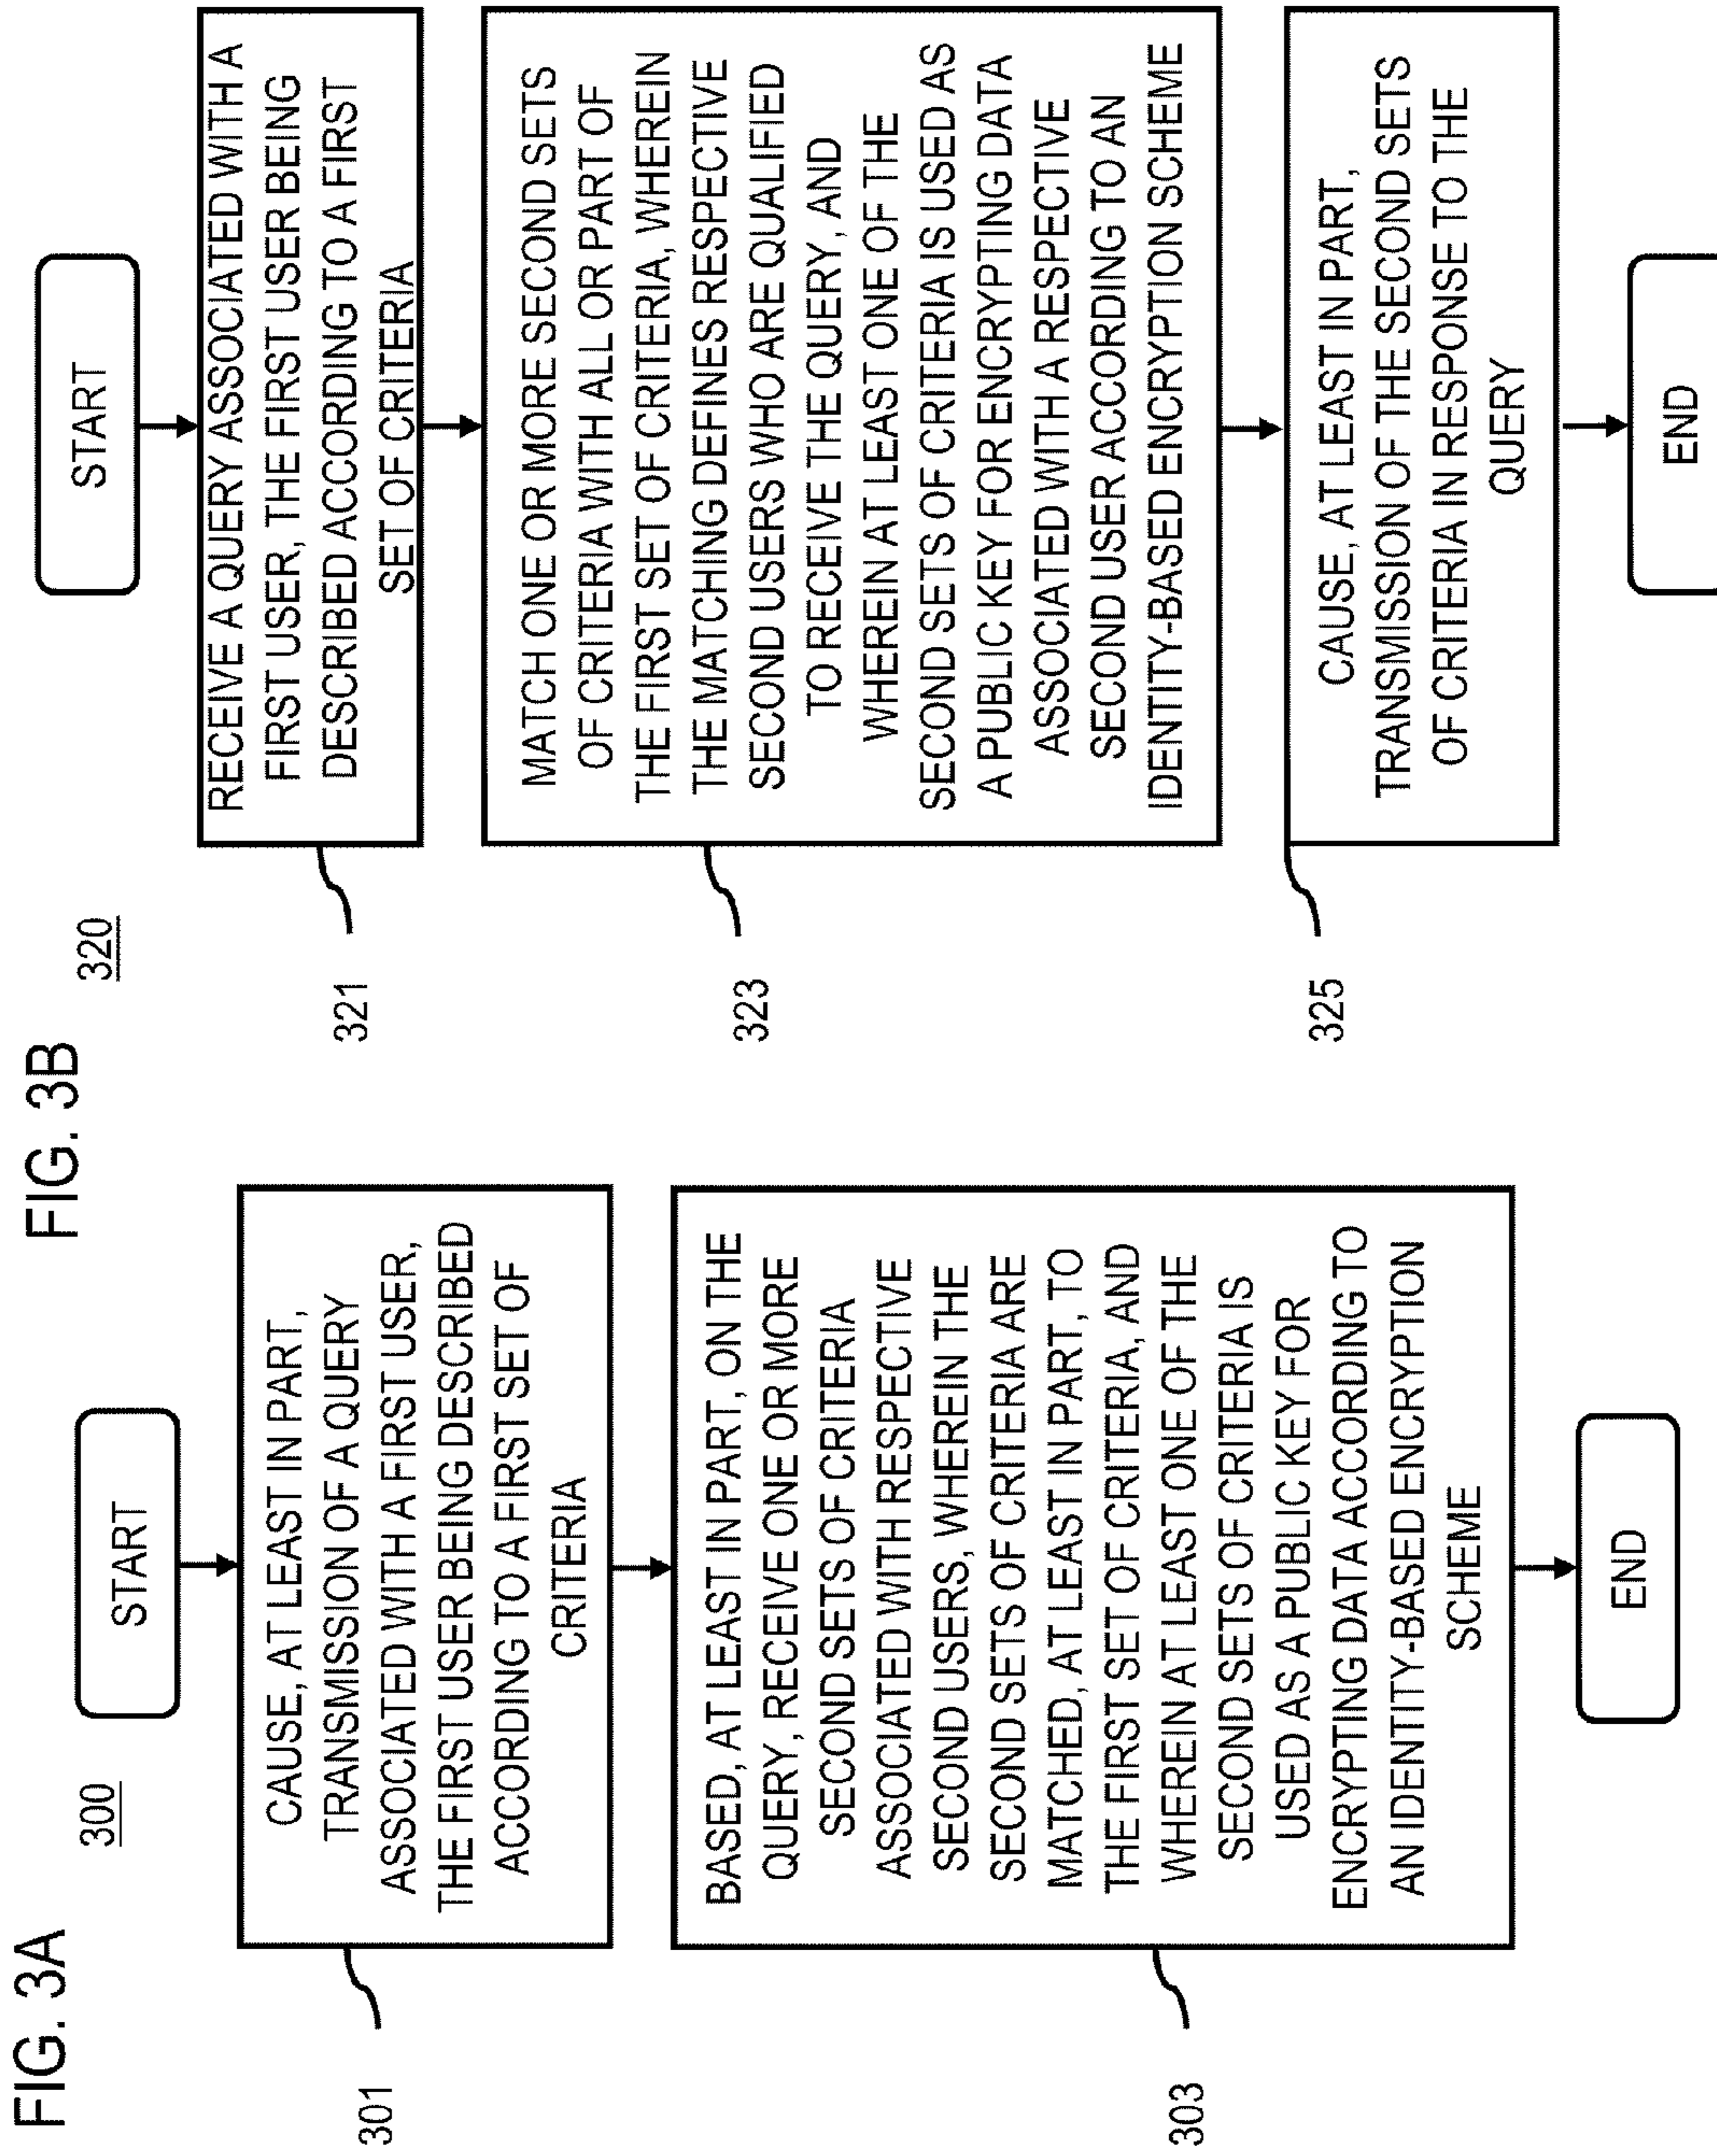 FIG. 3A
300
START
301
CAUSE, AT LEAST IN PART,
TRANSMISSION OF A QUERY
ASSOCIATED WITH A FIRST USER,
THE FIRST USER BEING DESCRIBED
ACCORDING TO A FIRST SET OF
CRITERIA
303
BASED, AT LEAST IN PART, ON THE
QUERY, RECEIVE ONE OR MORE
SECOND SETS OF CRITERIA
ASSOCIATED WITH RESPECTIVE
SECOND USERS, WHEREIN THE
SECOND SETS OF CRITERIA ARE
MATCHED, AT LEAST IN PART, TO
THE FIRST SET OF CRITERIA, AND
WHEREIN AT LEAST ONE OF THE
SECOND SETS OF CRITERIA IS
USED AS A PUBLIC KEY FOR
ENCRYPTING DATA ACCORDING TO
AN IDENTITY-BASED ENCRYPTION
SCHEME
END
FIG. 3B
320
START
321
RECEIVE A QUERY ASSOCIATED WITH A
FIRST USER, THE FIRST USER BEING
DESCRIBED ACCORDING TO A FIRST
SET OF CRITERIA
323
MATCH ONE OR MORE SECOND SETS
OF CRITERIA WITH ALL OR PART OF
THE FIRST SET OF CRITERIA, WHEREIN
THE MATCHING DEFINES RESPECTIVE
SECOND USERS WHO ARE QUALIFIED
TO RECEIVE THE QUERY, AND
WHEREIN AT LEAST ONE OF THE
SECOND SETS OF CRITERIA IS USED AS
A PUBLIC KEY FOR ENCRYPTING DATA
ASSOCIATED WITH A RESPECTIVE
SECOND USER ACCORDING TO AN
IDENTITY-BASED ENCRYPTION SCHEME
325
CAUSE, AT LEAST IN PART,
TRANSMISSION OF THE SECOND SETS
OF CRITERIA IN RESPONSE TO THE
QUERY
END